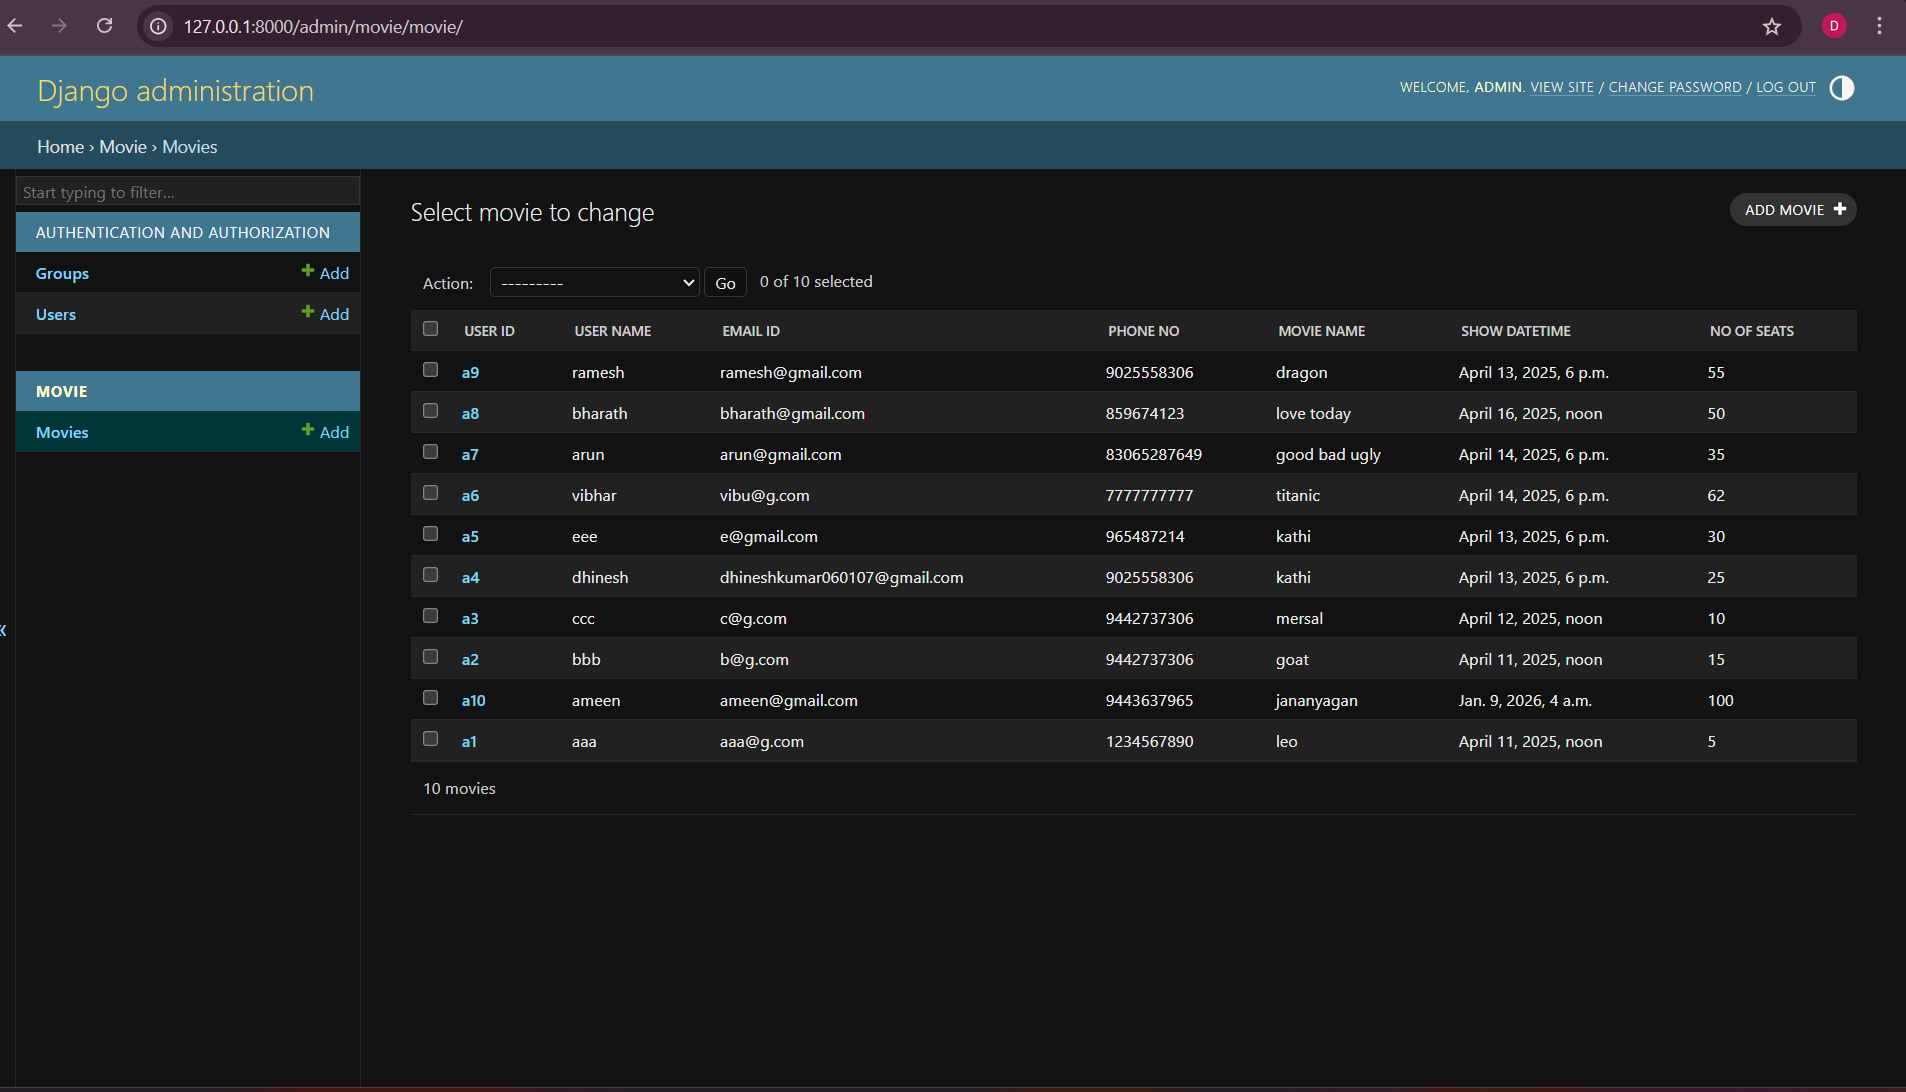 127.0.0.1:8000/admin/movie/movie/
D
Django administration
WELCOME, ADMIN. VIEW SITE / CHANGE PASSWORD / LOG OUT
Home › Movie › Movies
Start typing to filter...
AUTHENTICATION AND AUTHORIZATION
Groups + Add
Users + Add
MOVIE
Movies + Add
«
Select movie to change
ADD MOVIE +
Action: --------- Go 0 of 10 selected
USER ID USER NAME EMAIL ID PHONE NO MOVIE NAME SHOW DATETIME NO OF SEATS
a9 ramesh ramesh@gmail.com 9025558306 dragon April 13, 2025, 6 p.m. 55
a8 bharath bharath@gmail.com 859674123 love today April 16, 2025, noon 50
a7 arun arun@gmail.com 83065287649 good bad ugly April 14, 2025, 6 p.m. 35
a6 vibhar vibu@g.com 7777777777 titanic April 14, 2025, 6 p.m. 62
a5 eee e@gmail.com 965487214 kathi April 13, 2025, 6 p.m. 30
a4 dhinesh dhineshkumar060107@gmail.com 9025558306 kathi April 13, 2025, 6 p.m. 25
a3 ccc c@g.com 9442737306 mersal April 12, 2025, noon 10
a2 bbb b@g.com 9442737306 goat April 11, 2025, noon 15
a10 ameen ameen@gmail.com 9443637965 jananyagan Jan. 9, 2026, 4 a.m. 100
a1 aaa aaa@g.com 1234567890 leo April 11, 2025, noon 5
10 movies